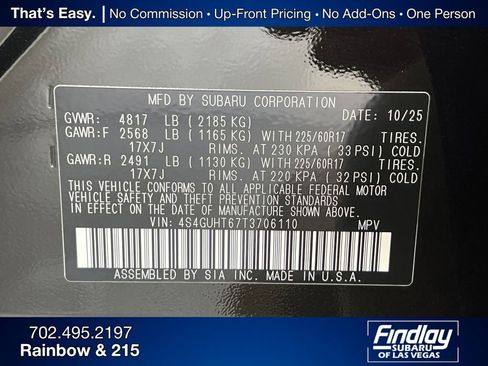 That's Easy. | No Commission • Up-Front Pricing • No Add-Ons • One Person
MFD BY SUBARU CORPORATION
GVWR: 4817 LB (2185 KG) DATE: 10/25
GAWR:F 2568 LB (1165 KG) WITH 225/60R17 TIRES.
17X7J RIMS. AT 230 KPA (33 PSI) COLD
GAWR:R 2491 LB (1130 KG) WITH 225/60R17 TIRES.
17X7J RIMS. AT 220 KPA (32 PSI) COLD
THIS VEHICLE CONFORMS TO ALL APPLICABLE FEDERAL MOTOR
VEHICLE SAFETY AND THEFT PREVENTION STANDARDS
IN EFFECT ON THE DATE OF MANUFACTURE SHOWN ABOVE.
VIN: 4S4GUHT67T3706110 MPV
ASSEMBLED BY SIA INC. MADE IN U.S.A.
702.495.2197
Rainbow & 215
Findlay
SUBARU
OF LAS VEGAS